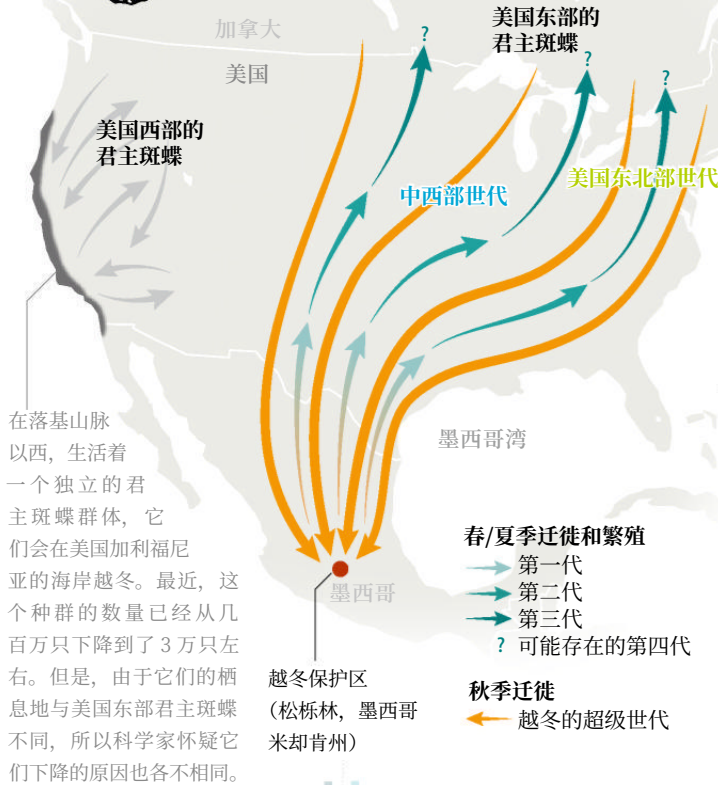 加拿大
美国
美国东部的
君主斑蝶
?
?
?
美国西部的
君主斑蝶
中西部世代
美国东北部世代
在落基山脉
以西，生活着
一个独立的君
主斑蝶群体，它
们会在美国加利福尼
亚的海岸越冬。最近，这
个种群的数量已经从几
百万只下降到了 3 万只左
右。但是，由于它们的栖
息地与美国东部君主斑蝶
不同，所以科学家怀疑它
们下降的原因也各不相同。
墨西哥湾
墨西哥
越冬保护区
（松栎林，墨西哥
米却肯州）
春/夏季迁徙和繁殖
第一代
第二代
第三代
? 可能存在的第四代
秋季迁徙
越冬的超级世代